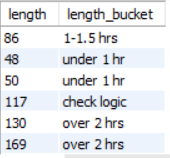 length length_bucket
86 1-1.5 hrs
48 under 1 hr
50 under 1 hr
117 check logic
130 over 2 hrs
169 over 2 hrs